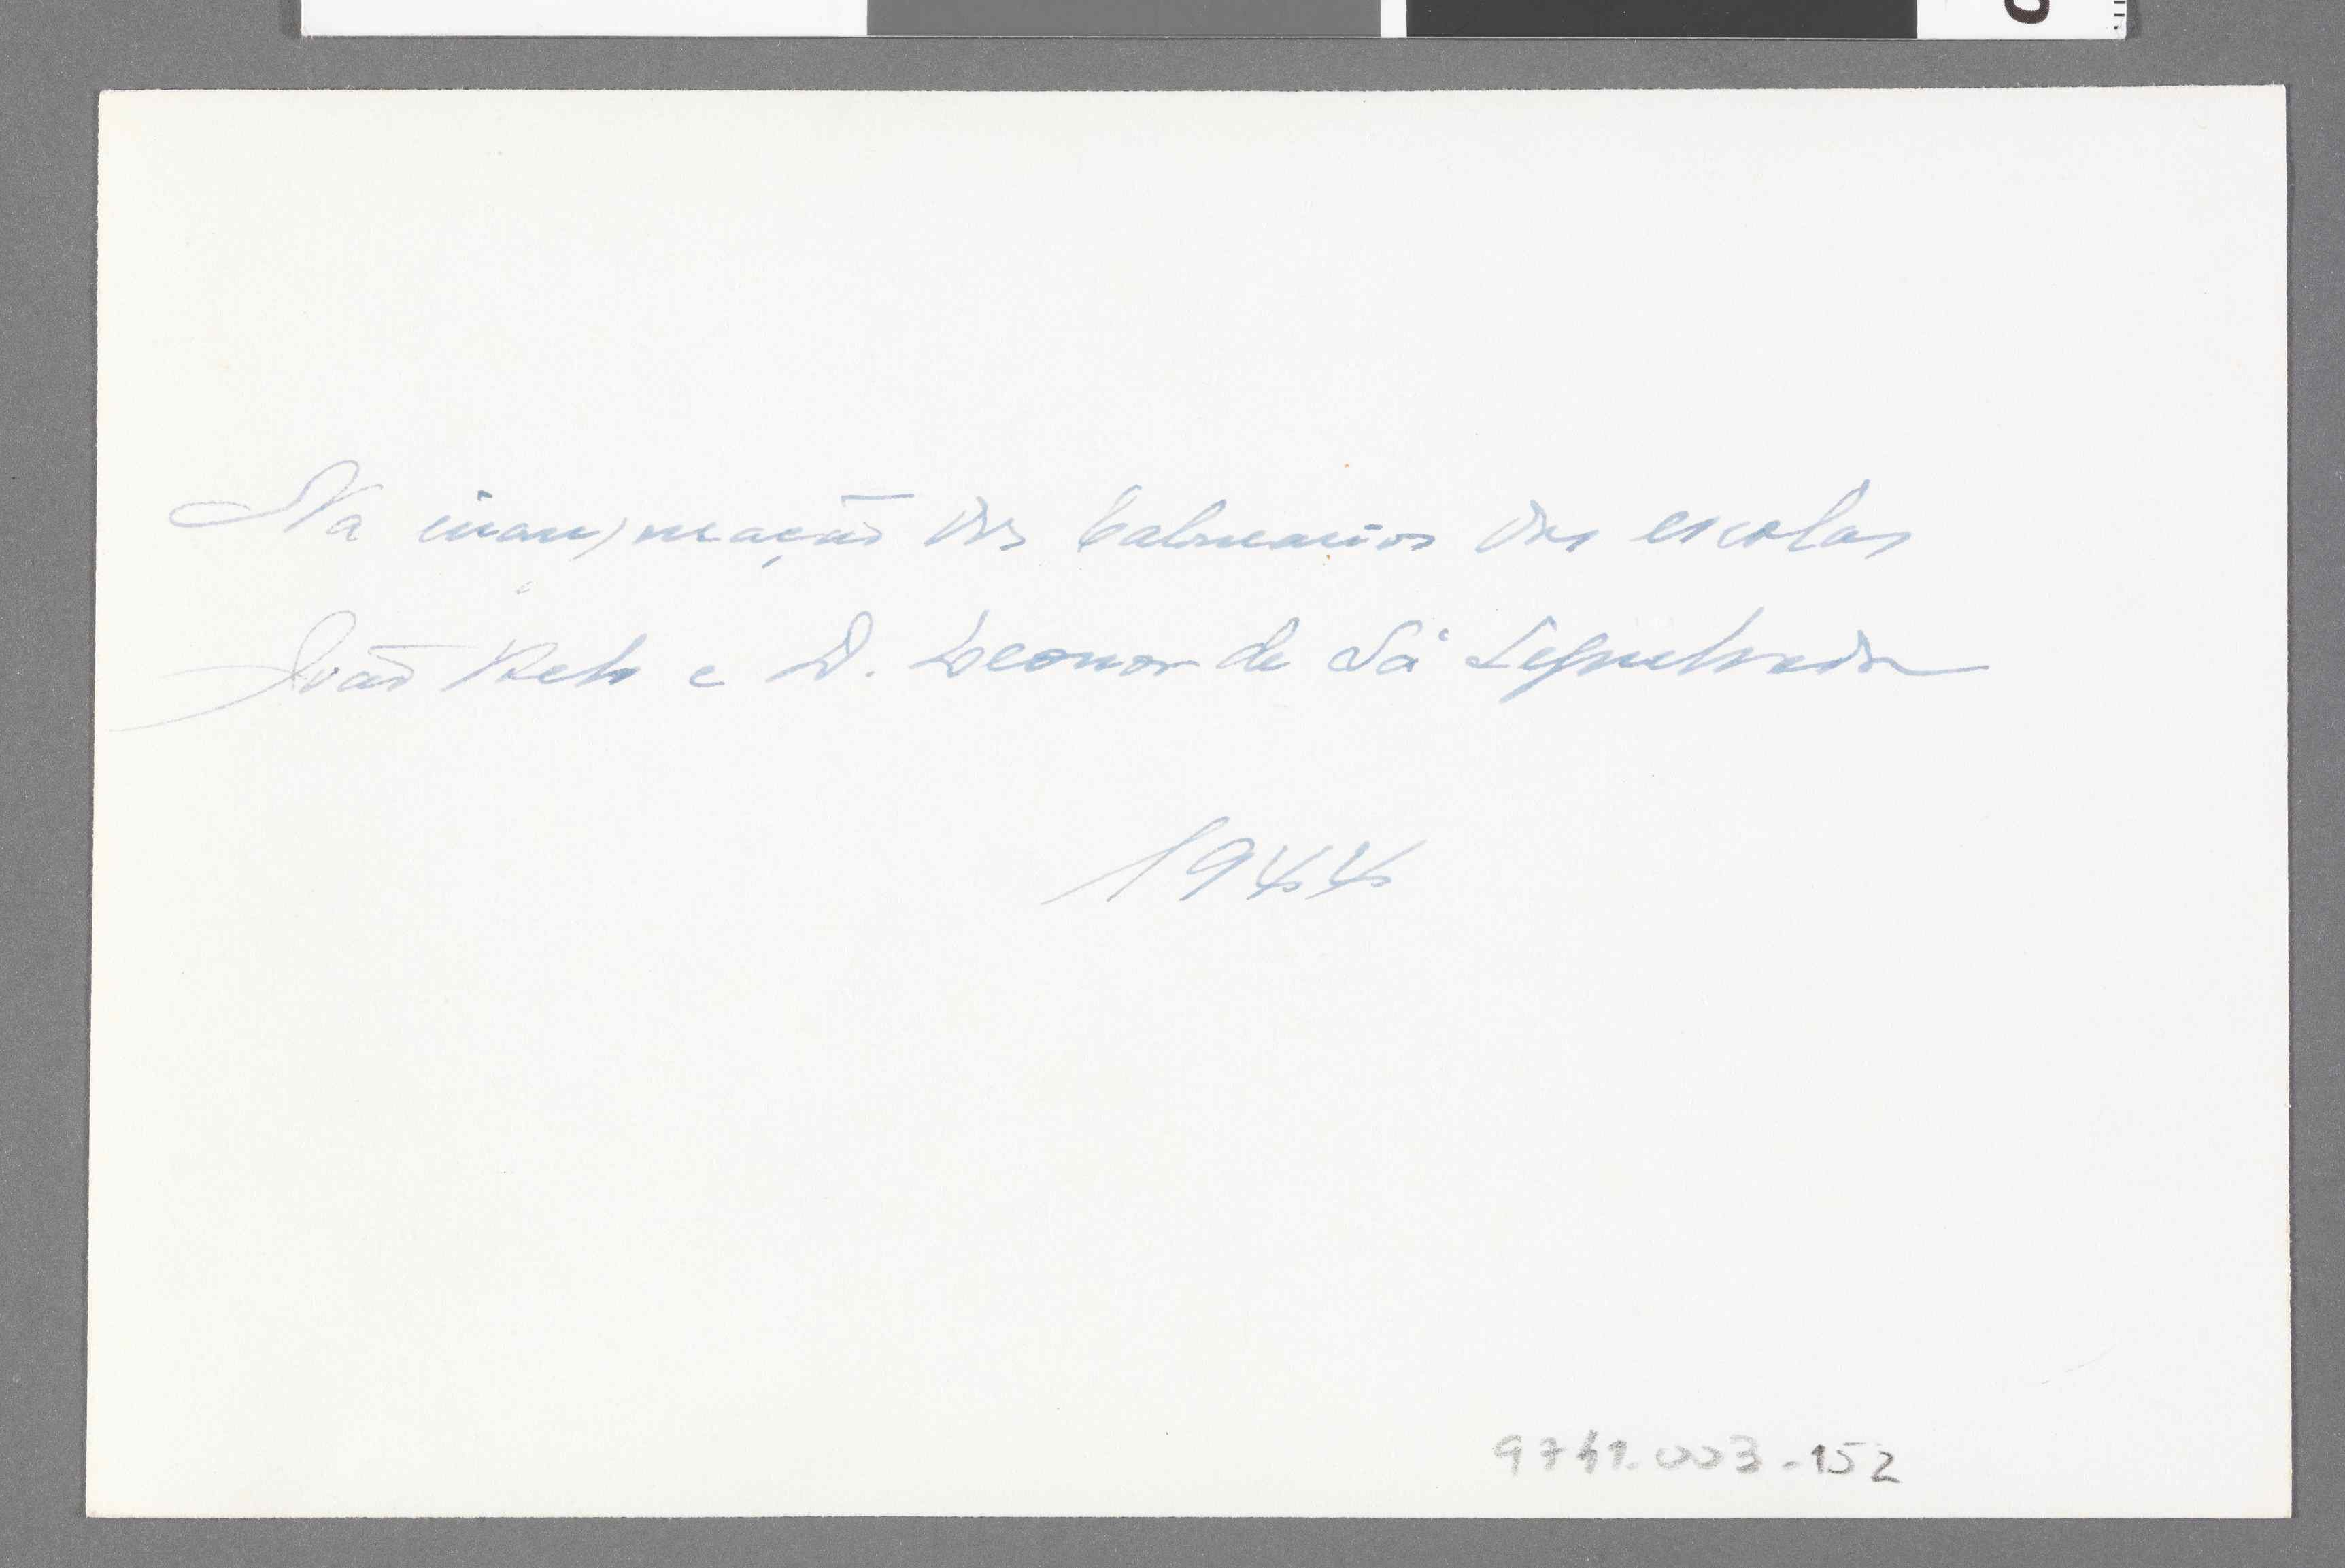 Na inauguração dos balnearios das escolas
João Belo e D. Leonor de Sá Sepulveda
1944
9741.003-152